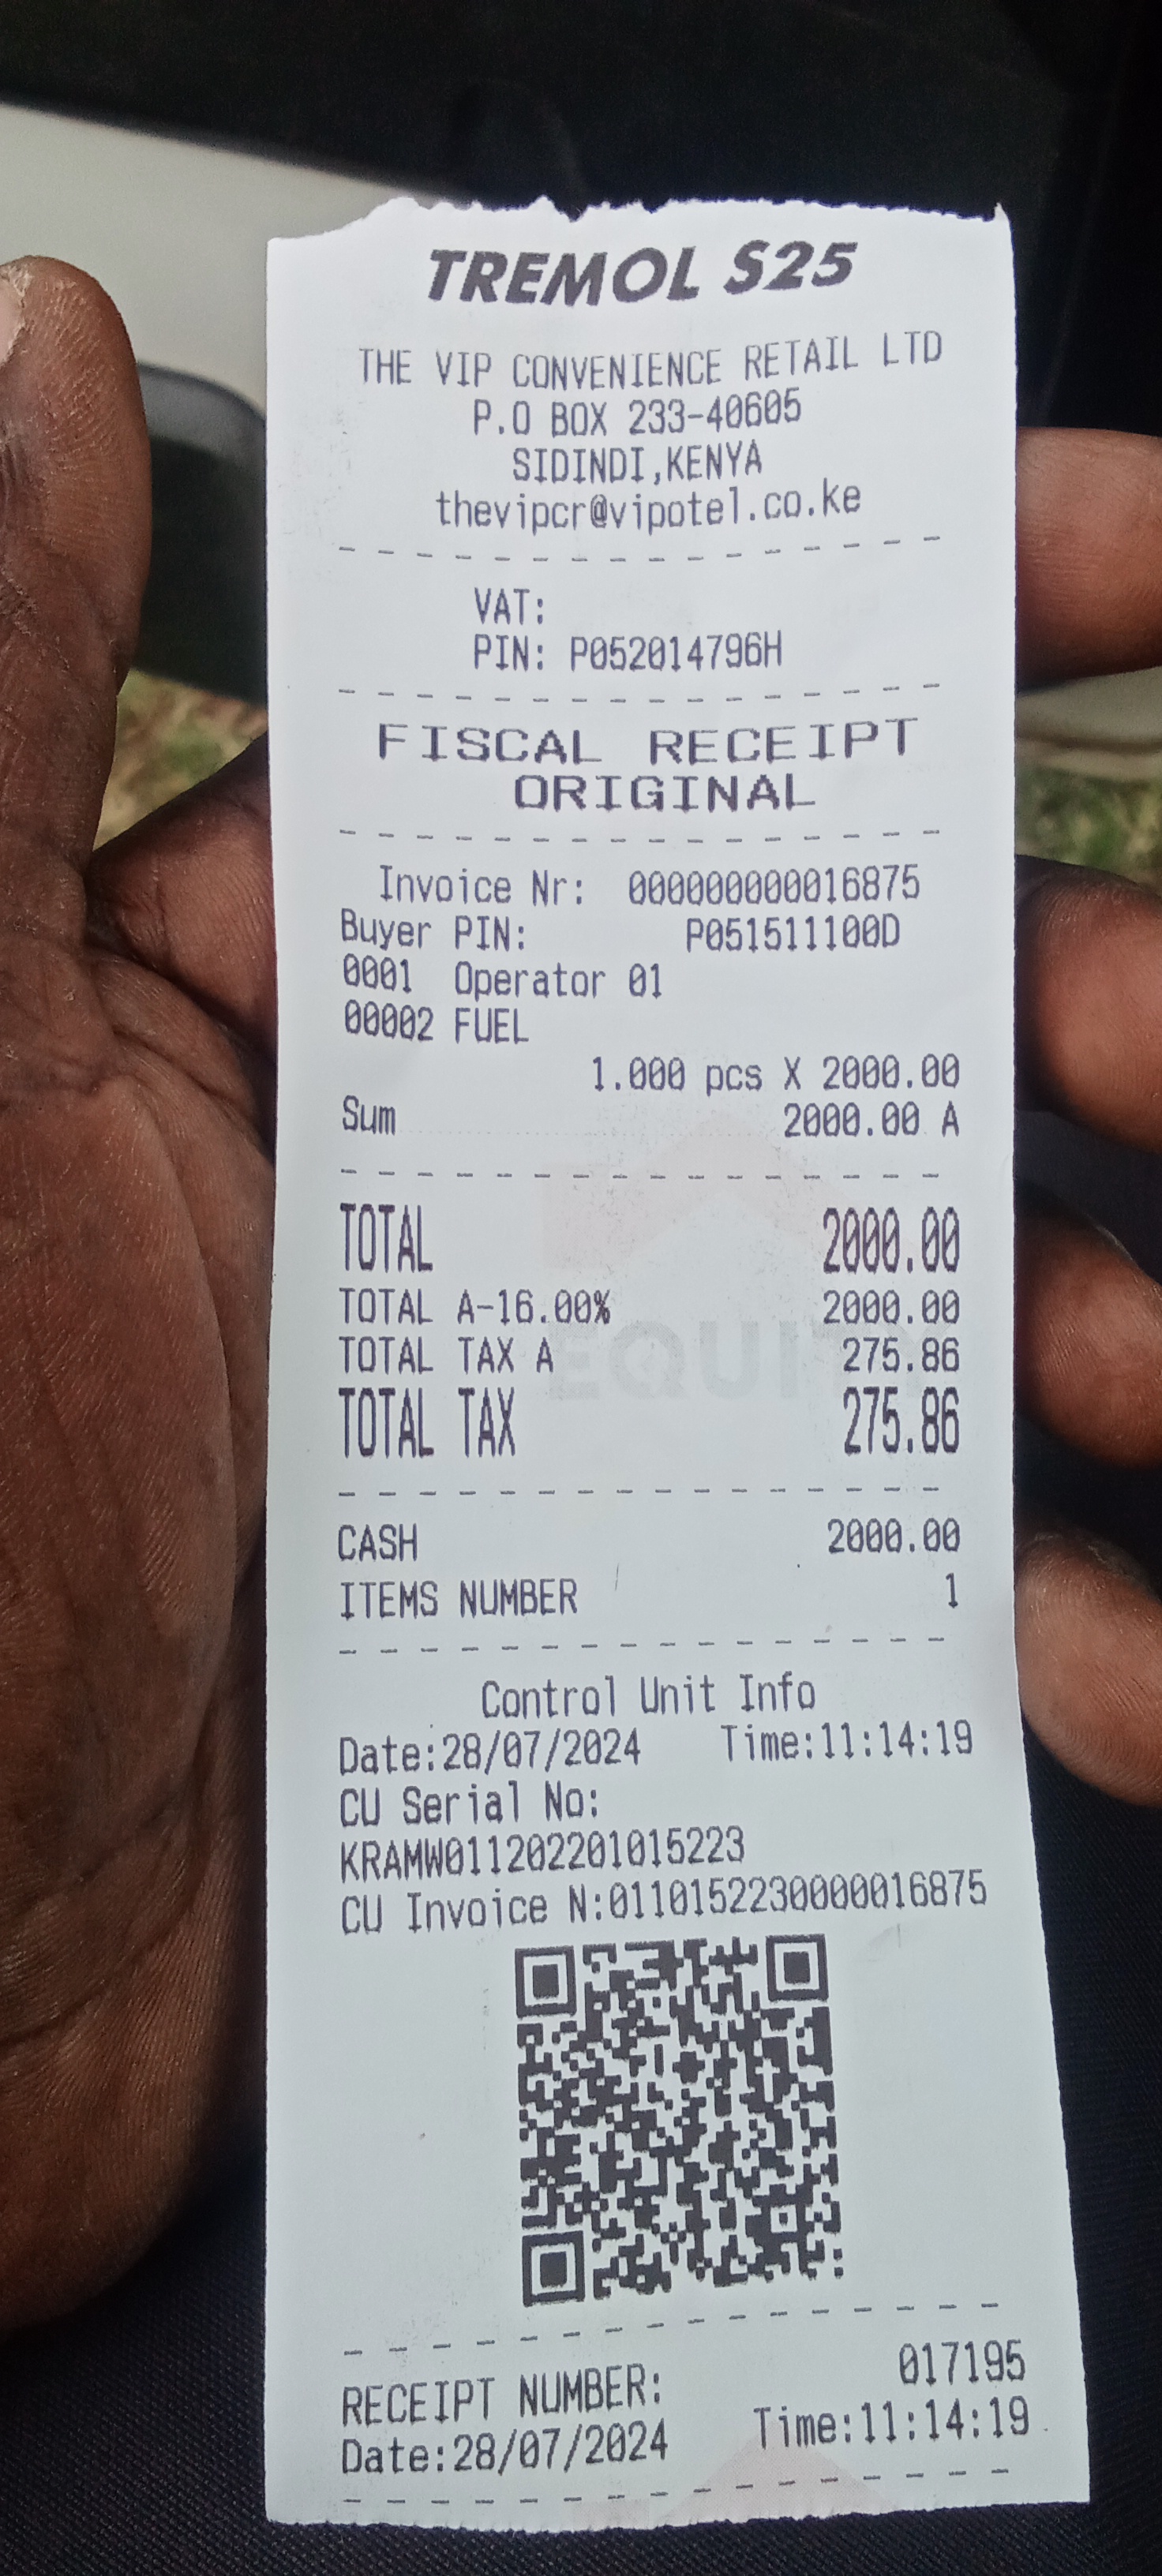 TREMOL S25
THE VIP CONVENIENCE RETAIL LTD
P.O BOX 233-40605
SIDINDI,KENYA
thevipcr@vipotel.co.ke
VAT:
PIN: P052014796H
FISCAL RECEIPT
ORIGINAL
Invoice Nr: 000000000016875
Buyer PIN: P051511100D
0001 Operator 01
00002 FUEL
1.000 pcs X 2000.00
Sum 2000.00 A
TOTAL 2000.00
TOTAL A-16.00% 2000.00
TOTAL TAX A 275.86
EQUITY
TOTAL TAX 275.86
CASH 2000.00
ITEMS NUMBER 1
Control Unit Info
Date:28/07/2024 Time:11:14:19
CU Serial No:
KRAMW011202201015223
CU Invoice N:0110152230000016875
RECEIPT NUMBER: 017195
Date:28/07/2024 Time:11:14:19